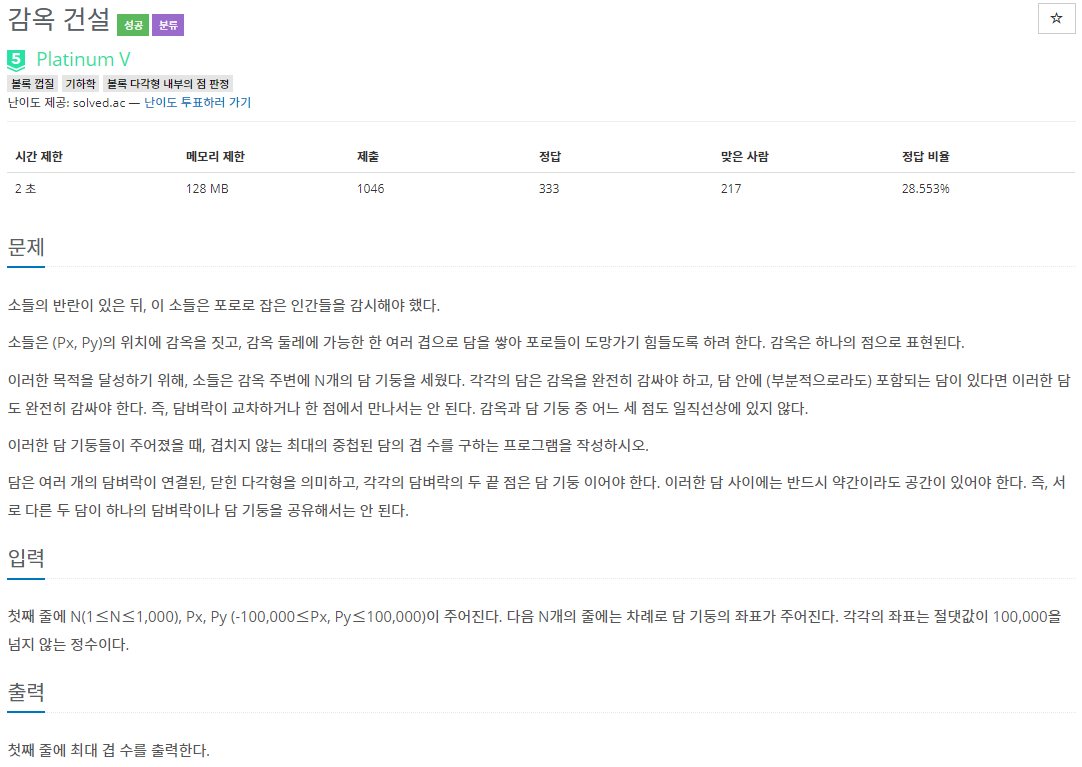 감옥 건설 성공 분류
☆
5 Platinum V
볼록 껍질 기하학 볼록 다각형 내부의 점 판정
난이도 제공: solved.ac — 난이도 투표하러 가기
시간 제한 메모리 제한 제출 정답 맞은 사람 정답 비율
2 초 128 MB 1046 333 217 28.553%
문제
소들의 반란이 있은 뒤, 이 소들은 포로로 잡은 인간들을 감시해야 했다.
소들은 (Px, Py)의 위치에 감옥을 짓고, 감옥 둘레에 가능한 한 여러 겹으로 담을 쌓아 포로들이 도망가기 힘들도록 하려 한다. 감옥은 하나의 점으로 표현된다.
이러한 목적을 달성하기 위해, 소들은 감옥 주변에 N개의 담 기둥을 세웠다. 각각의 담은 감옥을 완전히 감싸야 하고, 담 안에 (부분적으로라도) 포함되는 담이 있다면 이러한 담
도 완전히 감싸야 한다. 즉, 담벼락이 교차하거나 한 점에서 만나서는 안 된다. 감옥과 담 기둥 중 어느 세 점도 일직선상에 있지 않다.
이러한 담 기둥들이 주어졌을 때, 겹치지 않는 최대의 중첩된 담의 겹 수를 구하는 프로그램을 작성하시오.
담은 여러 개의 담벼락이 연결된, 닫힌 다각형을 의미하고, 각각의 담벼락의 두 끝 점은 담 기둥 이어야 한다. 이러한 담 사이에는 반드시 약간이라도 공간이 있어야 한다. 즉, 서
로 다른 두 담이 하나의 담벼락이나 담 기둥을 공유해서는 안 된다.
입력
첫째 줄에 N(1≤N≤1,000), Px, Py (-100,000≤Px, Py≤100,000)이 주어진다. 다음 N개의 줄에는 차례로 담 기둥의 좌표가 주어진다. 각각의 좌표는 절댓값이 100,000을
넘지 않는 정수이다.
출력
첫째 줄에 최대 겹 수를 출력한다.